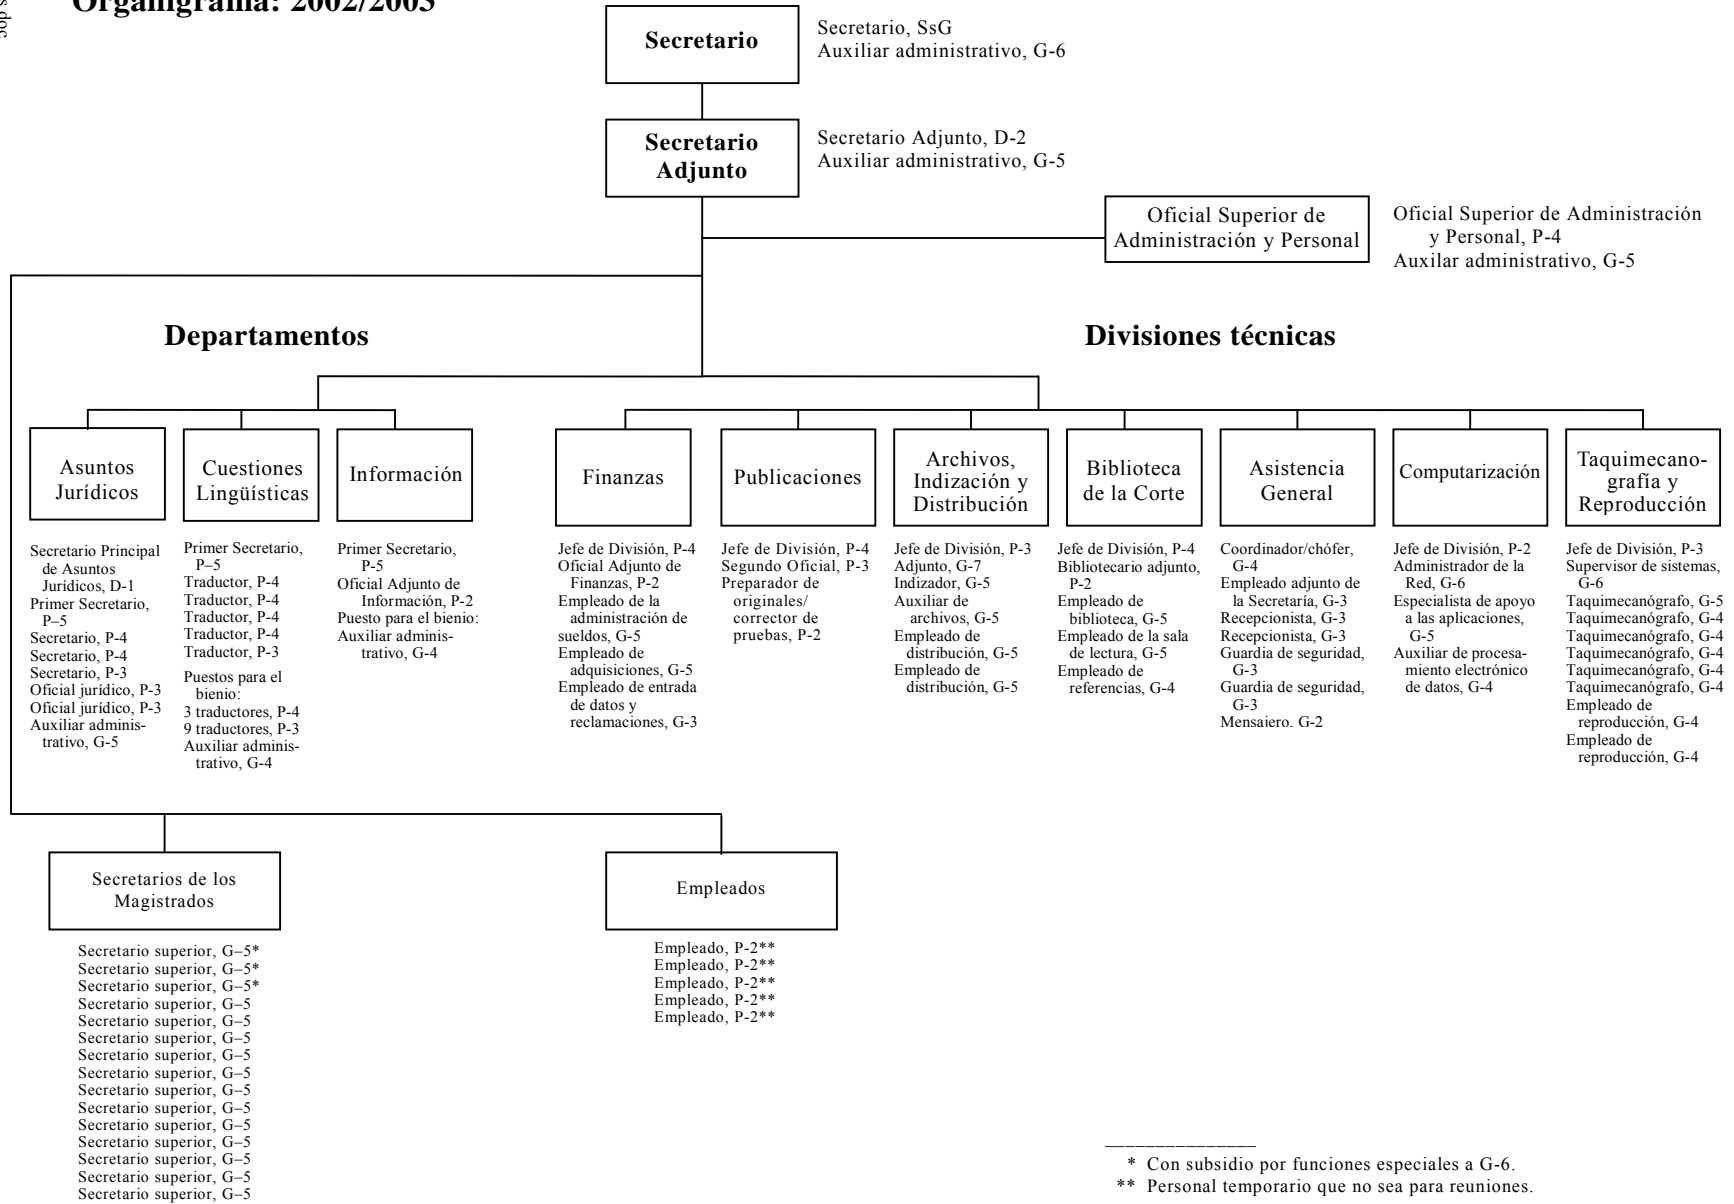 Organigrama: 2002/2003
s.doc
Secretario
Secretario, SsG
Auxiliar administrativo, G-6
Secretario
Adjunto
Secretario Adjunto, D-2
Auxiliar administrativo, G-5
Oficial Superior de
Administración y Personal
Oficial Superior de Administración
y Personal, P-4
Auxilar administrativo, G-5
Departamentos
Divisiones técnicas
Asuntos
Jurídicos
Secretario Principal
de Asuntos
Jurídicos, D-1
Primer Secretario,
P–5
Secretario, P-4
Secretario, P-4
Secretario, P-3
Oficial jurídico, P-3
Oficial jurídico, P-3
Auxiliar adminis-
trativo, G-5
Cuestiones
Lingüísticas
Primer Secretario,
P–5
Traductor, P-4
Traductor, P-4
Traductor, P-4
Traductor, P-4
Traductor, P-3
Puestos para el
bienio:
3 traductores, P-4
9 traductores, P-3
Auxiliar adminis-
trativo, G-4
Información
Primer Secretario,
P-5
Oficial Adjunto de
Información, P-2
Puesto para el bienio:
Auxiliar adminis-
trativo, G-4
Finanzas
Jefe de División, P-4
Oficial Adjunto de
Finanzas, P-2
Empleado de la
administración de
sueldos, G-5
Empleado de
adquisiciones, G-5
Empleado de entrada
de datos y
reclamaciones, G-3
Publicaciones
Jefe de División, P-4
Segundo Oficial, P-3
Preparador de
originales/
corrector de
pruebas, P-2
Archivos,
Indización y
Distribución
Jefe de División, P-3
Adjunto, G-7
Indizador, G-5
Auxiliar de
archivos, G-5
Empleado de
distribución, G-5
Empleado de
distribución, G-5
Biblioteca
de la Corte
Jefe de División, P-4
Bibliotecario adjunto,
P-2
Empleado de
biblioteca, G-5
Empleado de la sala
de lectura, G-5
Empleado de
referencias, G-4
Asistencia
General
Coordinador/chófer,
G-4
Empleado adjunto de
la Secretaría, G-3
Recepcionista, G-3
Recepcionista, G-3
Guardia de seguridad,
G-3
Guardia de seguridad,
G-3
Mensaiero. G-2
Computarización
Jefe de División, P-2
Administrador de la
Red, G-6
Especialista de apoyo
a las aplicaciones,
G-5
Auxiliar de procesa-
miento electrónico
de datos, G-4
Taquimecano-
grafía y
Reproducción
Jefe de División, P-3
Supervisor de sistemas,
G-6
Taquimecanógrafo, G-5
Taquimecanógrafo, G-4
Taquimecanógrafo, G-4
Taquimecanógrafo, G-4
Taquimecanógrafo, G-4
Taquimecanógrafo, G-4
Empleado de
reproducción, G-4
Empleado de
reproducción, G-4
Secretarios de los
Magistrados
Secretario superior, G–5*
Secretario superior, G–5*
Secretario superior, G–5*
Secretario superior, G–5
Secretario superior, G–5
Secretario superior, G–5
Secretario superior, G–5
Secretario superior, G–5
Secretario superior, G–5
Secretario superior, G–5
Secretario superior, G–5
Secretario superior, G–5
Secretario superior, G–5
Secretario superior, G–5
Secretario superior, G–5
Empleados
Empleado, P-2**
Empleado, P-2**
Empleado, P-2**
Empleado, P-2**
Empleado, P-2**
* Con subsidio por funciones especiales a G-6.
** Personal temporario que no sea para reuniones.